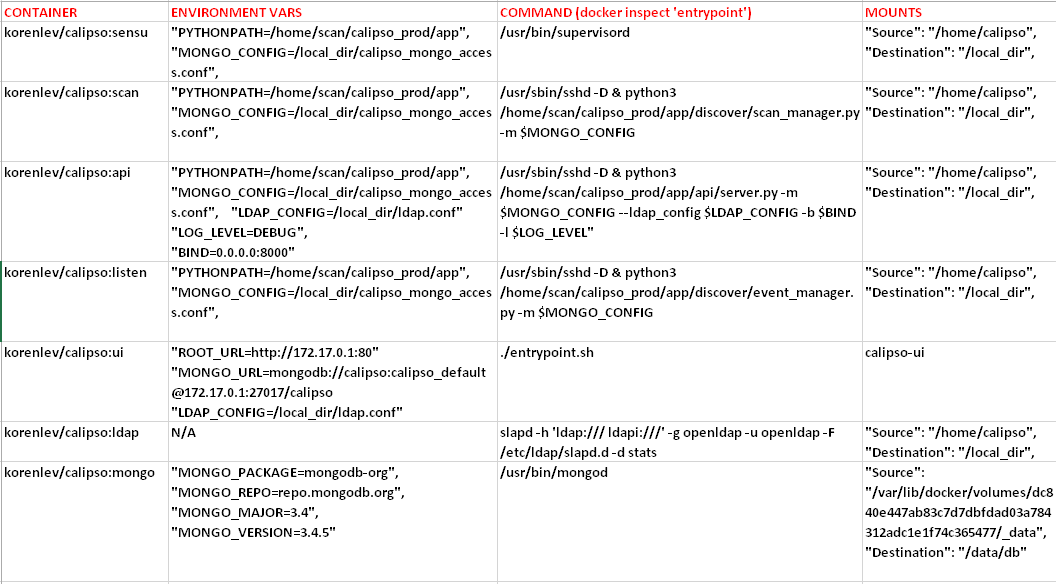 CONTAINER
ENVIRONMENT VARS
COMMAND (docker inspect 'entrypoint')
MOUNTS
korenlev/calipso:sensu
"PYTHONPATH=/home/scan/calipso_prod/app",
"MONGO_CONFIG=/local_dir/calipso_mongo_acces
s.conf",
/usr/bin/supervisord
"Source": "/home/calipso",
"Destination": "/local_dir",
korenlev/calipso:scan
"PYTHONPATH=/home/scan/calipso_prod/app",
"MONGO_CONFIG=/local_dir/calipso_mongo_acces
s.conf",
/usr/sbin/sshd -D & python3
/home/scan/calipso_prod/app/discover/scan_manager.py
-m $MONGO_CONFIG
"Source": "/home/calipso",
"Destination": "/local_dir",
korenlev/calipso:api
"PYTHONPATH=/home/scan/calipso_prod/app",
"MONGO_CONFIG=/local_dir/calipso_mongo_acces
s.conf", "LDAP_CONFIG=/local_dir/ldap.conf"
"LOG_LEVEL=DEBUG",
"BIND=0.0.0.0:8000"
/usr/sbin/sshd -D & python3
/home/scan/calipso_prod/app/api/server.py -m
$MONGO_CONFIG --ldap_config $LDAP_CONFIG -b $BIND
-l $LOG_LEVEL"
"Source": "/home/calipso",
"Destination": "/local_dir",
korenlev/calipso:listen
"PYTHONPATH=/home/scan/calipso_prod/app",
"MONGO_CONFIG=/local_dir/calipso_mongo_acces
s.conf",
/usr/sbin/sshd -D & python3
/home/scan/calipso_prod/app/discover/event_manager.
py -m $MONGO_CONFIG
"Source": "/home/calipso",
"Destination": "/local_dir",
korenlev/calipso:ui
"ROOT_URL=http://172.17.0.1:80"
"MONGO_URL=mongodb://calipso:calipso_default
@172.17.0.1:27017/calipso
"LDAP_CONFIG=/local_dir/ldap.conf"
./entrypoint.sh
calipso-ui
korenlev/calipso:ldap
N/A
slapd -h 'ldap:/// ldapi:///' -g openldap -u openldap -F
/etc/ldap/slapd.d -d stats
"Source": "/home/calipso",
"Destination": "/local_dir",
korenlev/calipso:mongo
"MONGO_PACKAGE=mongodb-org",
"MONGO_REPO=repo.mongodb.org",
"MONGO_MAJOR=3.4",
"MONGO_VERSION=3.4.5"
/usr/bin/mongod
"Source":
"/var/lib/docker/volumes/dc8
40e447ab83c7d7dbfdad03a784
312adc1e1f74c365477/_data",
"Destination": "/data/db"